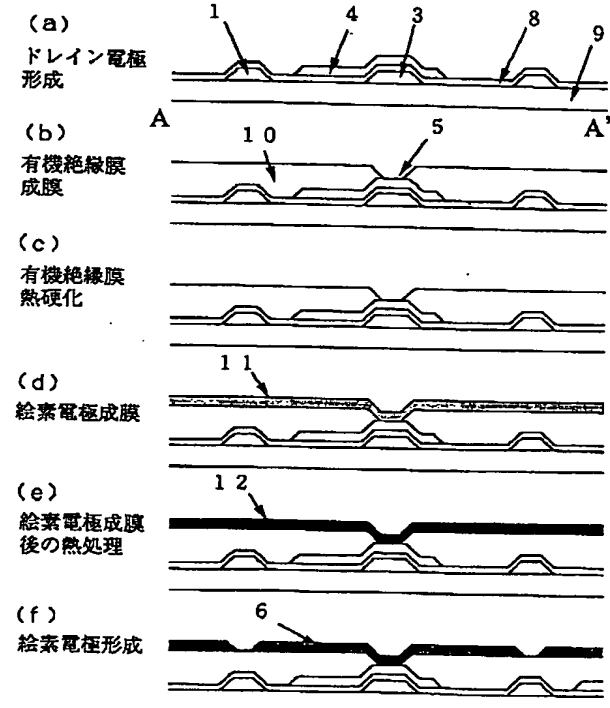 (a)
ドレイン電極
形成
1
4
3
8
9
A
A'
(b)
有機絶縁膜
成膜
10
5
(c)
有機絶縁膜
熱硬化
(d)
絵素電極成膜
11
(e)
絵素電極成膜
後の熱処理
12
(f)
絵素電極形成
6